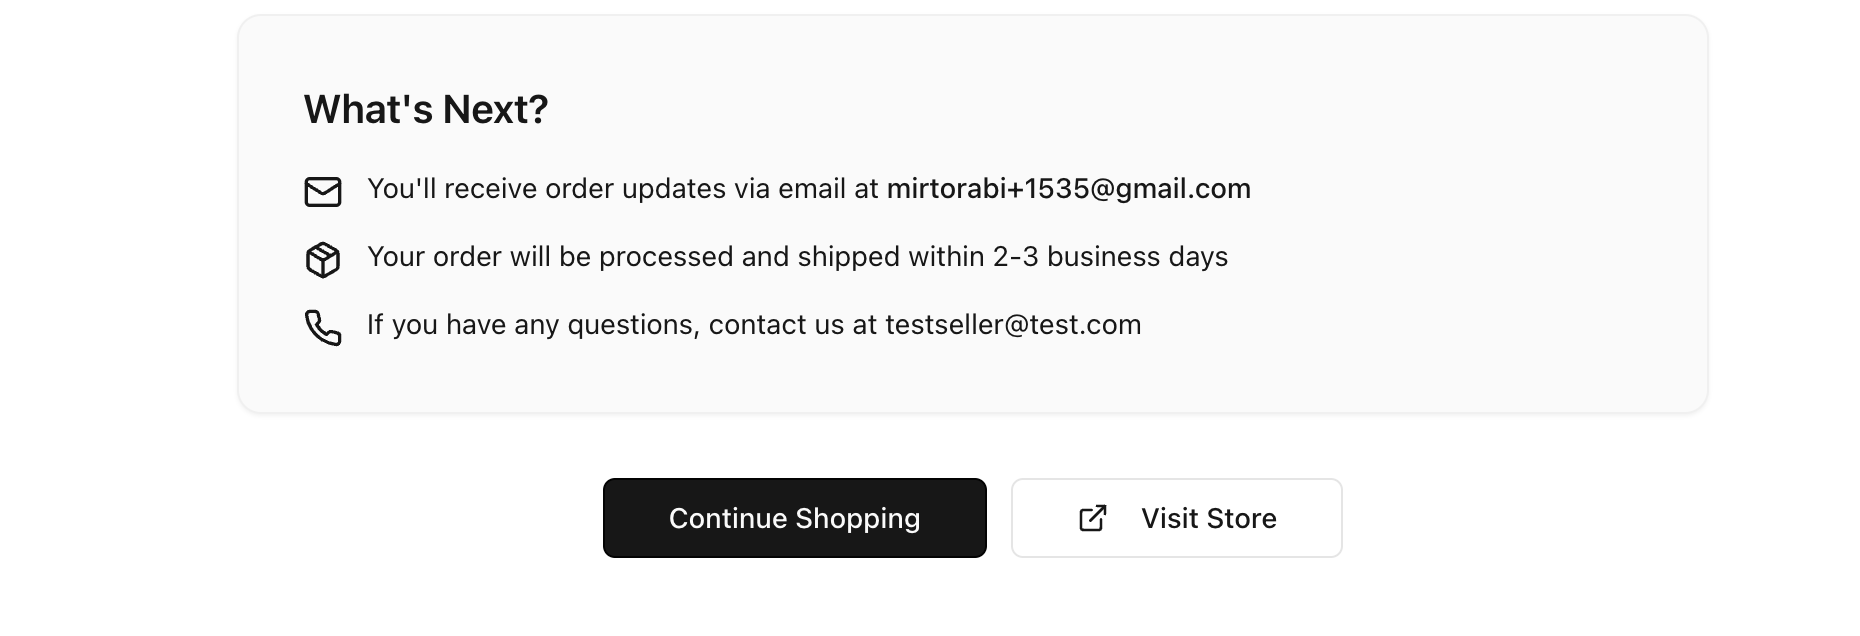 What's Next?
You'll receive order updates via email at mirtorabi+1535@gmail.com
Your order will be processed and shipped within 2-3 business days
If you have any questions, contact us at testseller@test.com
Continue Shopping
Visit Store